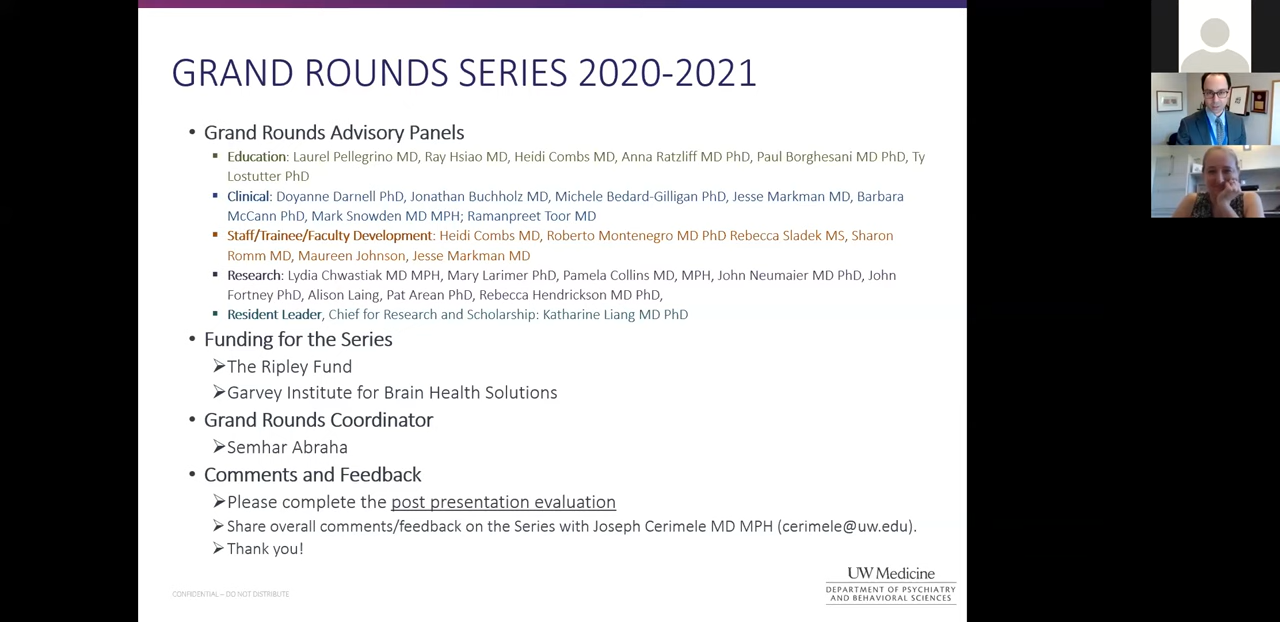 GRAND ROUNDS SERIES 2020-2021
• Grand Rounds Advisory Panels
▪ Education: Laurel Pellegrino MD, Ray Hsiao MD, Heidi Combs MD, Anna Ratzliff MD PhD, Paul Borghesani MD PhD, Ty
Lostutter PhD
▪ Clinical: Doyanne Darnell PhD, Jonathan Buchholz MD, Michele Bedard-Gilligan PhD, Jesse Markman MD, Barbara
McCann PhD, Mark Snowden MD MPH; Ramanpreet Toor MD
▪ Staff/Trainee/Faculty Development: Heidi Combs MD, Roberto Montenegro MD PhD Rebecca Sladek MS, Sharon
Romm MD, Maureen Johnson, Jesse Markman MD
▪ Research: Lydia Chwastiak MD MPH, Mary Larimer PhD, Pamela Collins MD, MPH, John Neumaier MD PhD, John
Fortney PhD, Alison Laing, Pat Arean PhD, Rebecca Hendrickson MD PhD,
▪ Resident Leader, Chief for Research and Scholarship: Katharine Liang MD PhD
• Funding for the Series
➢The Ripley Fund
➢Garvey Institute for Brain Health Solutions
• Grand Rounds Coordinator
➢Semhar Abraha
• Comments and Feedback
➢Please complete the post presentation evaluation
➢Share overall comments/feedback on the Series with Joseph Cerimele MD MPH (cerimele@uw.edu).
➢Thank you!
CONFIDENTIAL – DO NOT DISTRIBUTE
UW Medicine
DEPARTMENT OF PSYCHIATRY
AND BEHAVIORAL SCIENCES